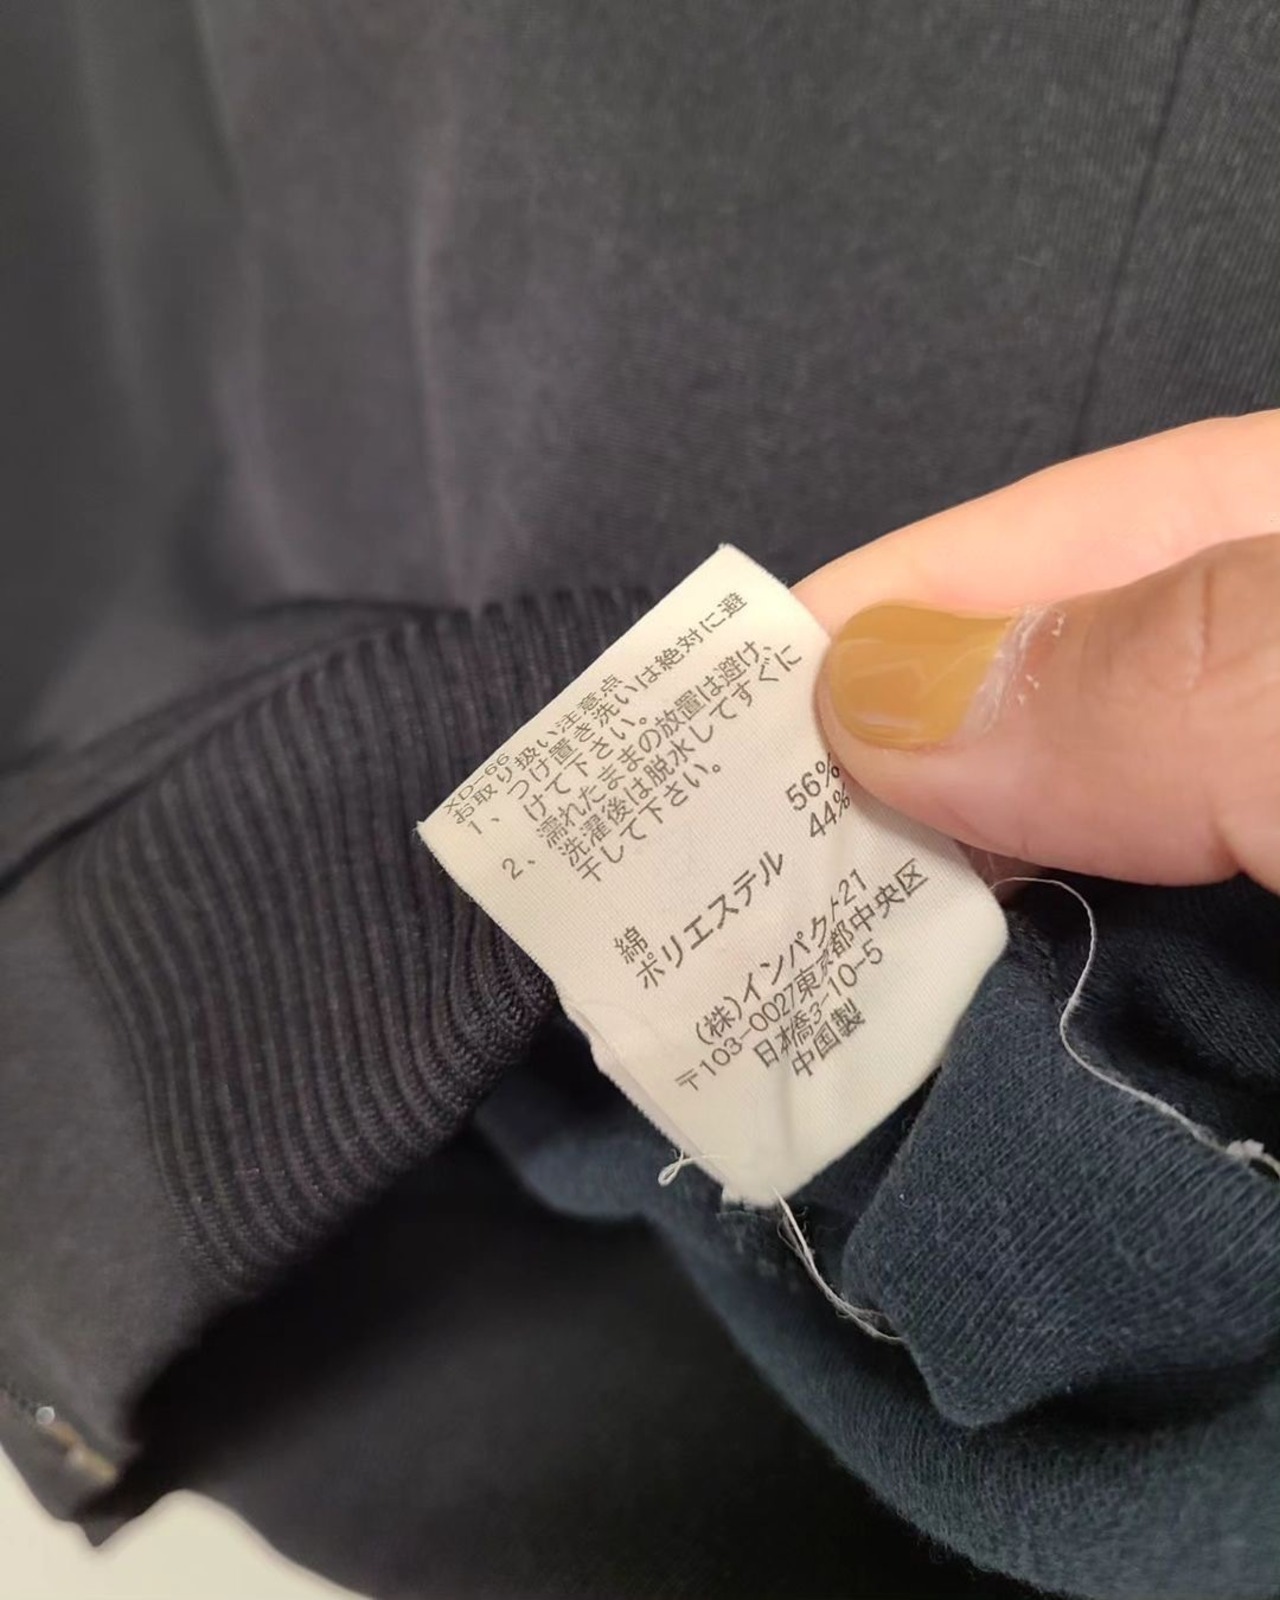 XD-66
お取り扱い注意点
1、つけ置き洗いは絶対に避
けて下さい。
2、濡れたままの放置は避け、
洗濯後は脱水してすぐに
干して下さい。
綿 56%
ポリエステル 44%
(株)インパクト21
〒103-0027東京都中央区
日本橋3-10-5
中国製